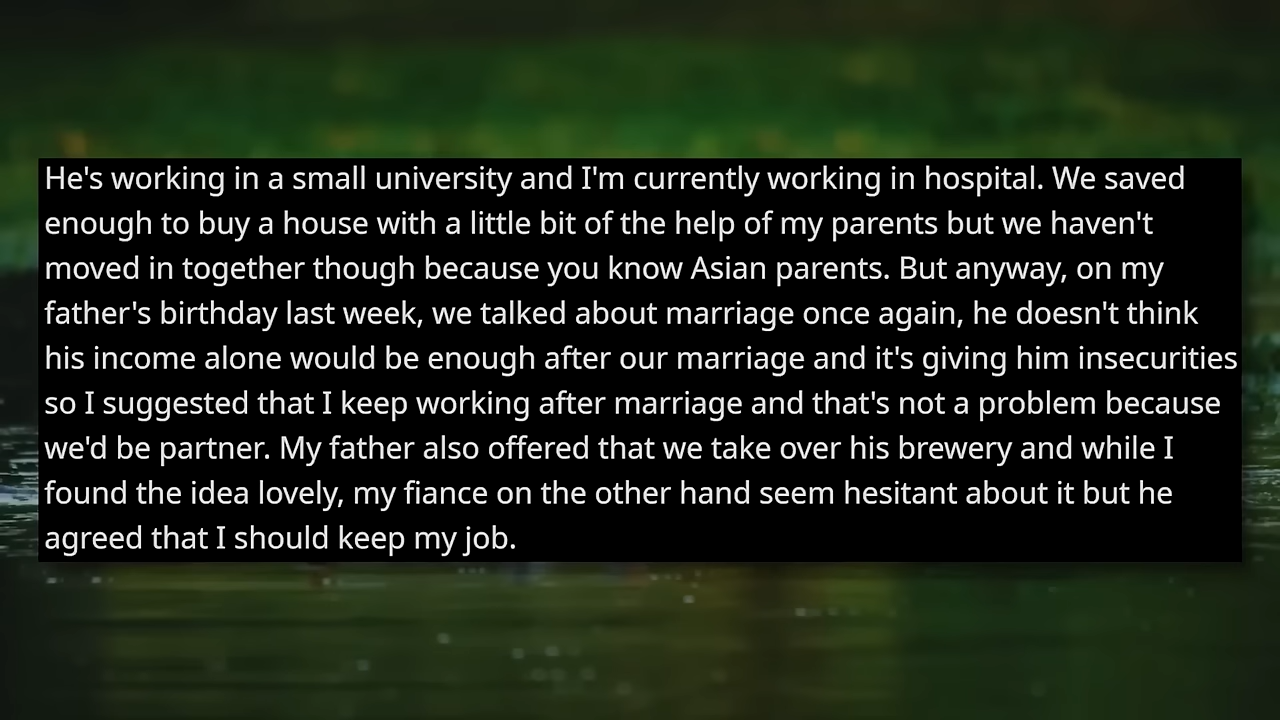 He's working in a small university and I'm currently working in hospital. We saved
enough to buy a house with a little bit of the help of my parents but we haven't
moved in together though because you know Asian parents. But anyway, on my
father's birthday last week, we talked about marriage once again, he doesn't think
his income alone would be enough after our marriage and it's giving him insecurities
so I suggested that I keep working after marriage and that's not a problem because
we'd be partner. My father also offered that we take over his brewery and while I
found the idea lovely, my fiance on the other hand seem hesitant about it but he
agreed that I should keep my job.